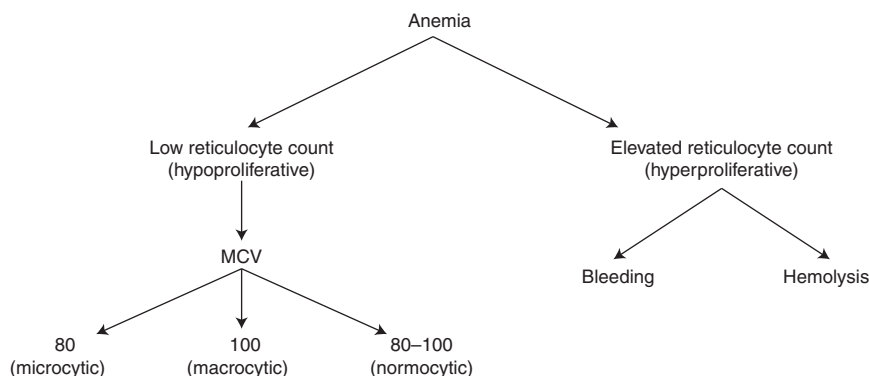 Anemia
Low reticulocyte count
(hypoproliferative)
Elevated reticulocyte count
(hyperproliferative)
MCV
Bleeding
Hemolysis
80
(microcytic)
100
(macrocytic)
80–100
(normocytic)